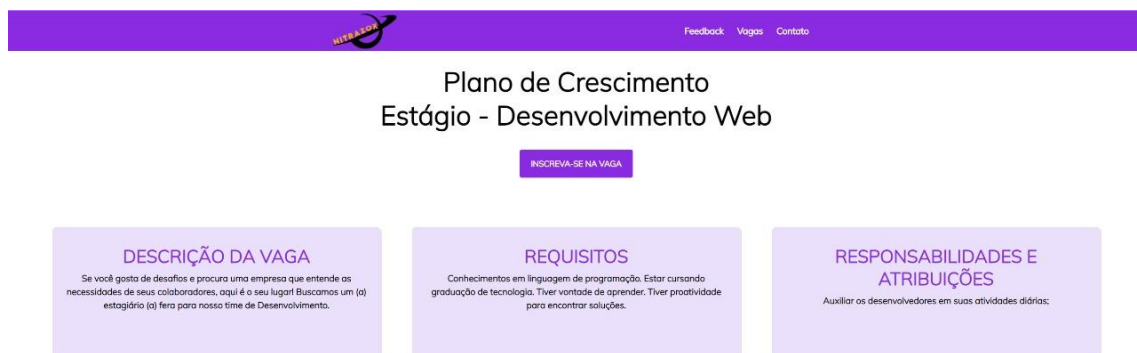 NITRAZOX
Feedback Vagas Contato
Plano de Crescimento
Estágio - Desenvolvimento Web
INSCREVA-SE NA VAGA
DESCRIÇÃO DA VAGA
Se você gosta de desafios e procura uma empresa que entende as
necessidades de seus colaboradores, aqui é o seu lugar! Buscamos um (a)
estagiário (a) fera para nosso time de Desenvolvimento.
REQUISITOS
Conhecimentos em linguagem de programação. Estar cursando
graduação de tecnologia. Tiver vontade de aprender. Tiver proatividade
para encontrar soluções.
RESPONSABILIDADES E
ATRIBUIÇÕES
Auxiliar os desenvolvedores em suas atividades diárias;